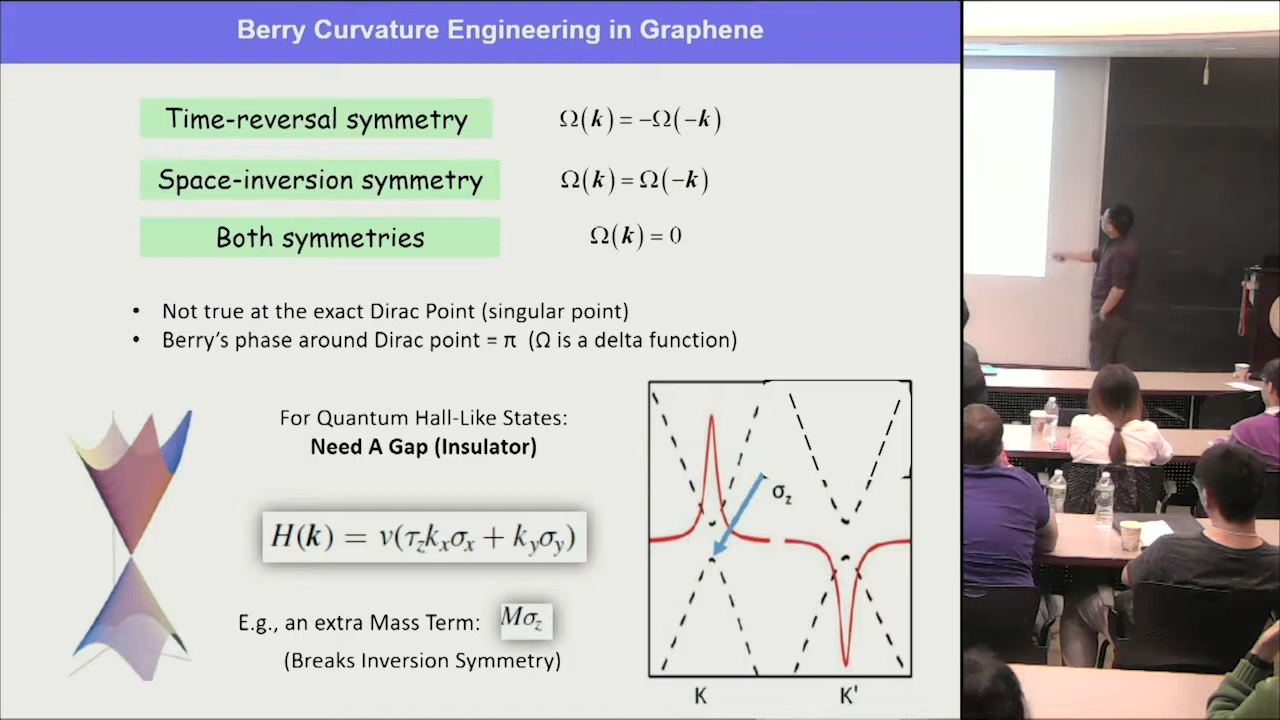 Berry Curvature Engineering in Graphene
Time-reversal symmetry
Ω(k) = −Ω(−k)
Space-inversion symmetry
Ω(k) = Ω(−k)
Both symmetries
Ω(k) = 0
• Not true at the exact Dirac Point (singular point)
• Berry's phase around Dirac point = π (Ω is a delta function)
For Quantum Hall-Like States:
Need A Gap (Insulator)
H(k) = v(τzkxσx + kyσy)
E.g., an extra Mass Term: Mσz
(Breaks Inversion Symmetry)
σz
K K'